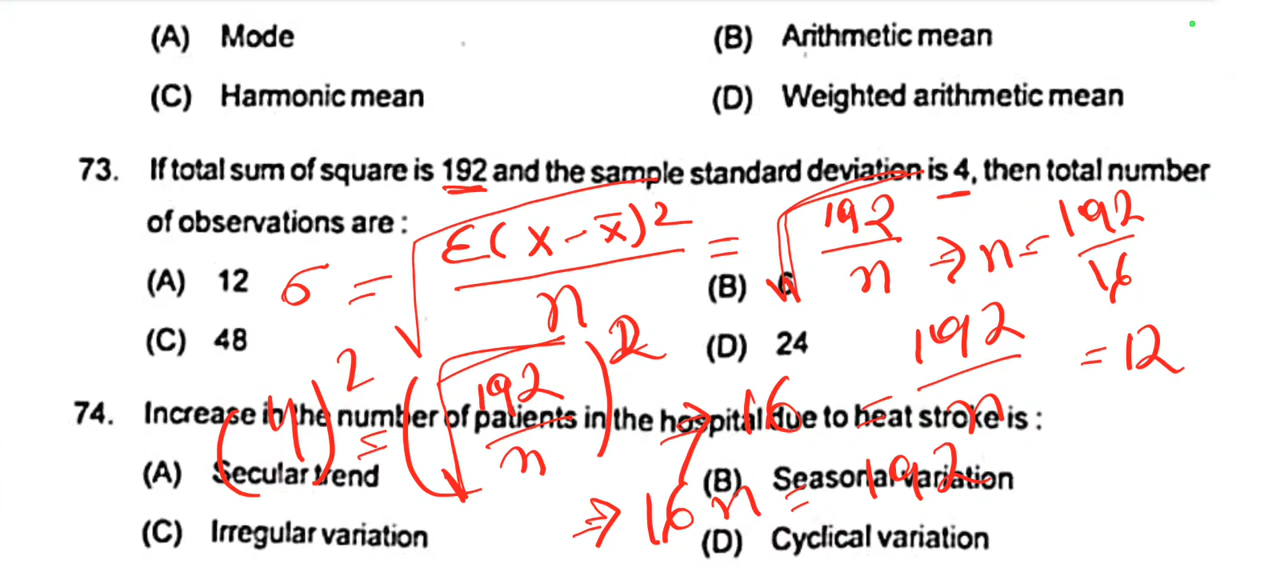 (A) Mode (B) Arithmetic mean
(C) Harmonic mean (D) Weighted arithmetic mean
73. If total sum of square is 192 and the sample standard deviation is 4, then total number
of observations are :
σ = √(Σ(x-x̄)²/n) = √(192/n) ⇒ n = 192/16
(A) 12 (B) 6
(C) 48 (D) 24
= 12
(4)² = (√(192/n))² ⇒ 16 = 192/n
⇒ 16n = 192
74. Increase in the number of patients in the hospital due to heat stroke is :
(A) Secular trend (B) Seasonal variation
(C) Irregular variation (D) Cyclical variation